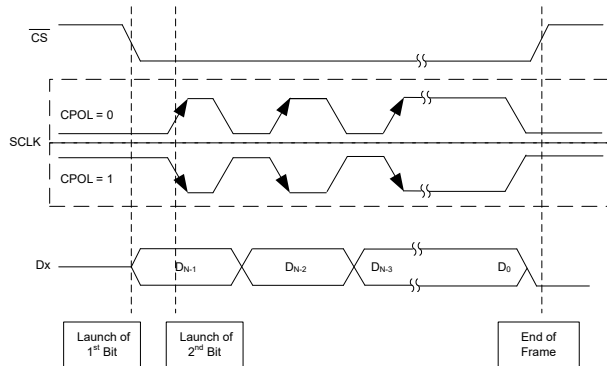 CS
CPOL = 0
SCLK
CPOL = 1
Dx
DN-1
DN-2
DN-3
D0
Launch of
1st Bit
Launch of
2nd Bit
End of
Frame